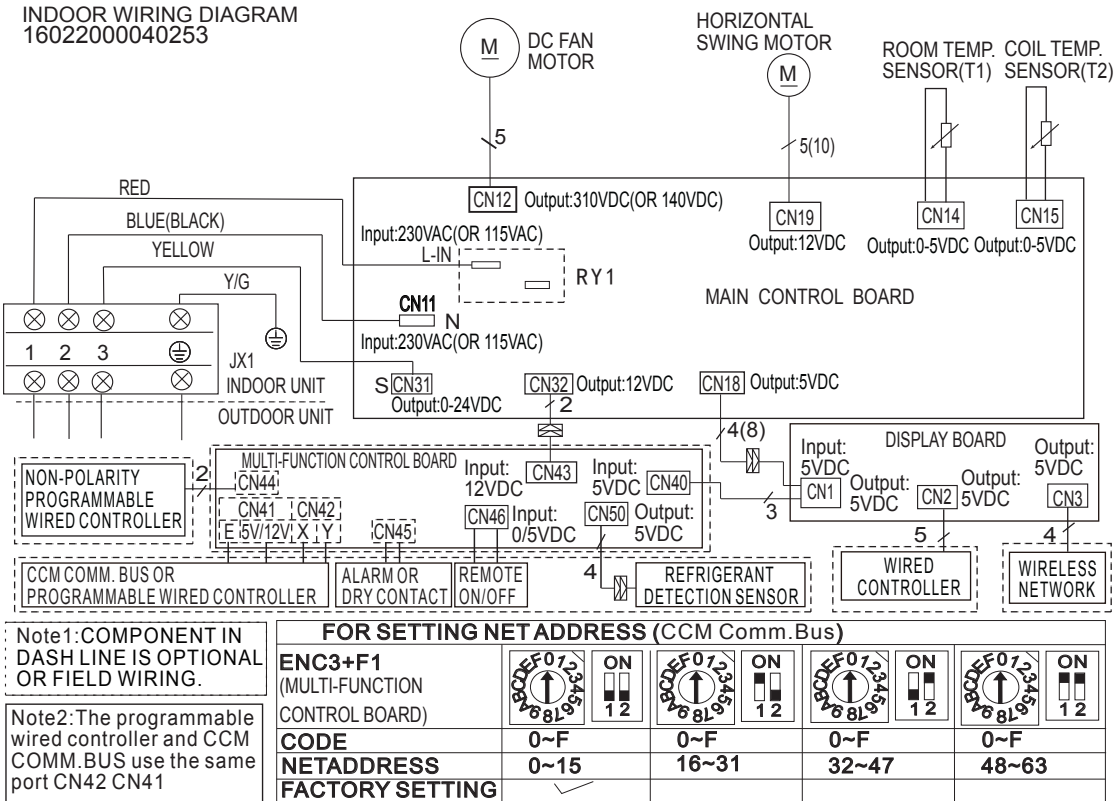 INDOOR WIRING DIAGRAM
16022000040253
M
DC FAN
MOTOR
HORIZONTAL
SWING MOTOR
M
ROOM TEMP.
SENSOR(T1)
COIL TEMP.
SENSOR(T2)
5
5(10)
RED
BLUE(BLACK)
YELLOW
Y/G
CN12 Output:310VDC(OR 140VDC)
CN19
Output:12VDC
CN14
Output:0-5VDC
CN15
Output:0-5VDC
Input:230VAC(OR 115VAC)
L-IN
RY1
CN11
N
Input:230VAC(OR 115VAC)
MAIN CONTROL BOARD
1 2 3
JX1
INDOOR UNIT
OUTDOOR UNIT
S CN31
Output:0-24VDC
CN32 Output:12VDC
2
CN18 Output:5VDC
4(8)
NON-POLARITY
PROGRAMMABLE
WIRED CONTROLLER
2
MULTI-FUNCTION CONTROL BOARD
CN44
CN41 CN42
E 5V/12V X Y
CN45
Input:
12VDC
CN43
CN46 Input:
0/5VDC
Input:
5VDC
CN40
CN50 Output:
5VDC
3
4
DISPLAY BOARD
Input:
5VDC
CN1
Output:
5VDC
CN2
Output:
5VDC
Output:
5VDC
CN3
5
4
CCM COMM. BUS OR
PROGRAMMABLE WIRED CONTROLLER
ALARM OR
DRY CONTACT
REMOTE
ON/OFF
REFRIGERANT
DETECTION SENSOR
WIRED
CONTROLLER
WIRELESS
NETWORK
Note1:COMPONENT IN
DASH LINE IS OPTIONAL
OR FIELD WIRING.
Note2:The programmable
wired controller and CCM
COMM.BUS use the same
port CN42 CN41
FOR SETTING NET ADDRESS (CCM Comm.Bus)
ENC3+F1
(MULTI-FUNCTION
CONTROL BOARD)
0123456789ABCDEF
ON
1 2
0123456789ABCDEF
ON
1 2
0123456789ABCDEF
ON
1 2
0123456789ABCDEF
ON
1 2
CODE 0~F 0~F 0~F 0~F
NETADDRESS 0~15 16~31 32~47 48~63
FACTORY SETTING